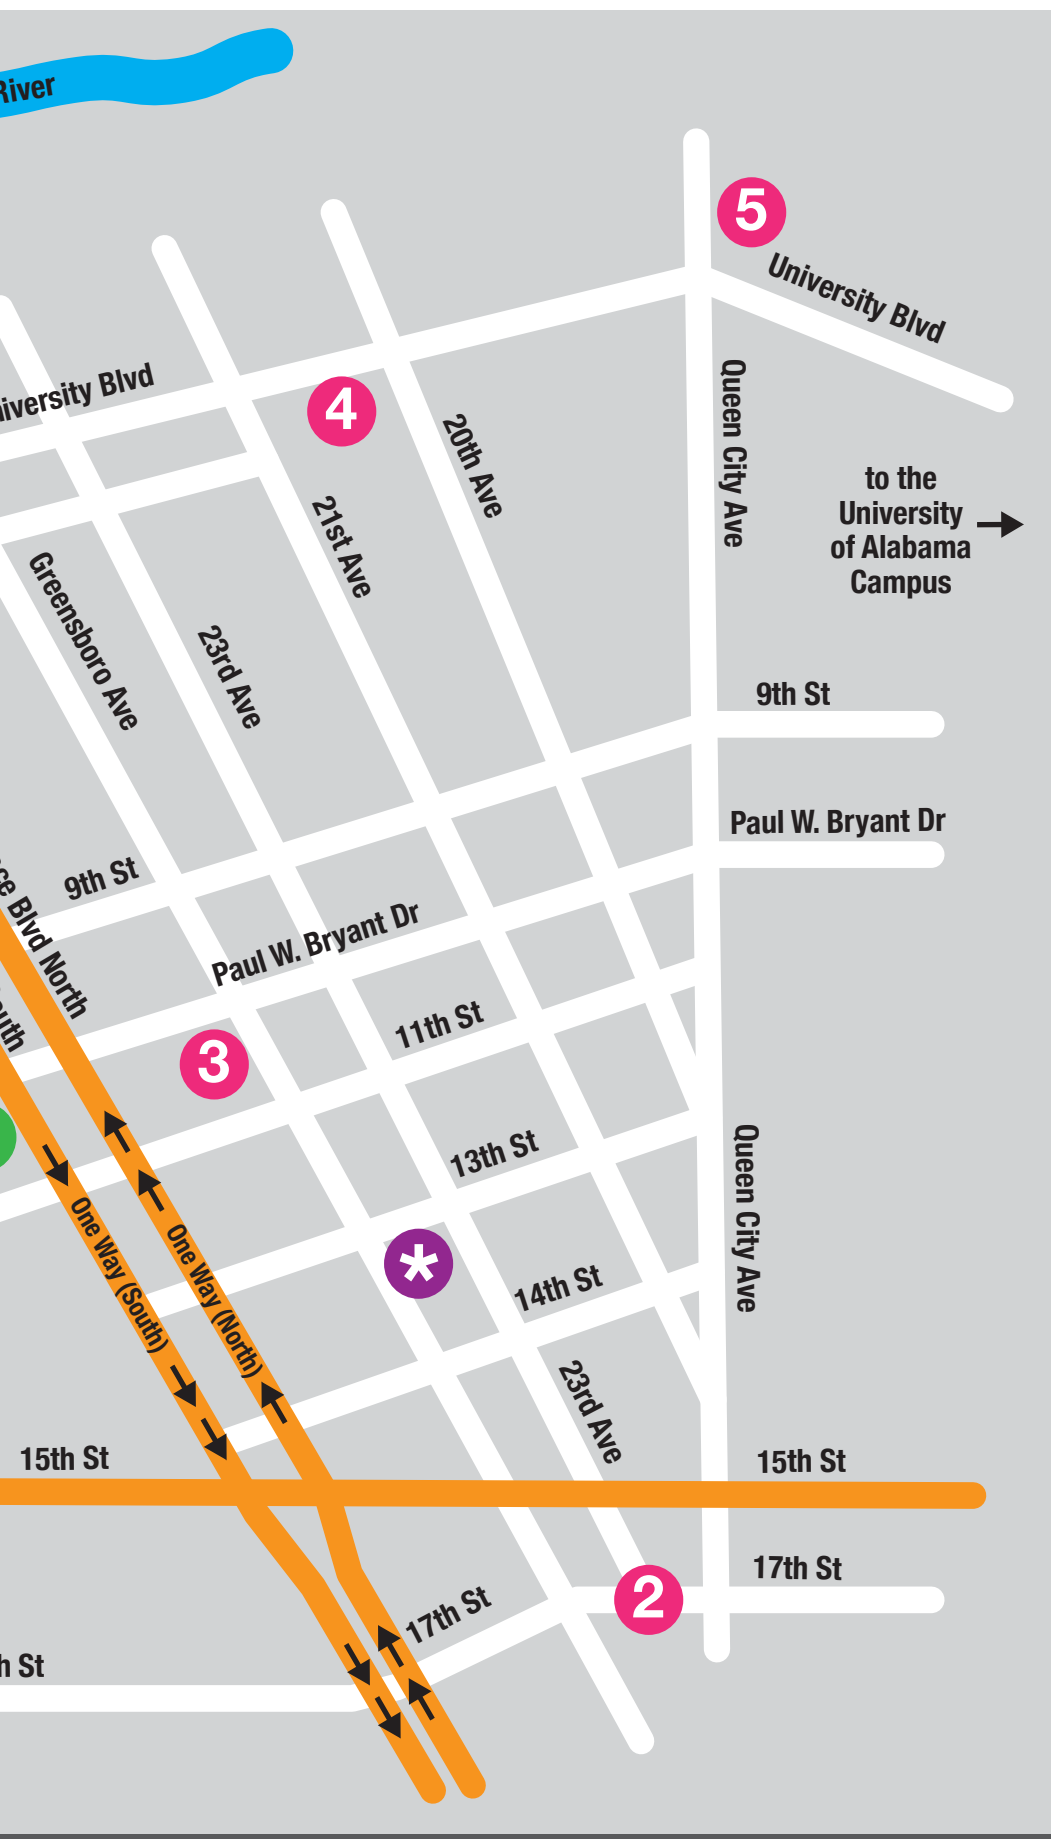 River
5
University Blvd
University Blvd
4
20th Ave
Queen City Ave
to the
University
of Alabama
Campus
21st Ave
Greensboro Ave
23rd Ave
9th St
Paul W. Bryant Dr
9th St
Blvd North
Paul W. Bryant Dr
11th St
3
13th St
Queen City Ave
One Way (South)
One Way (North)
*
14th St
23rd Ave
15th St
15th St
17th St
2
17th St
St